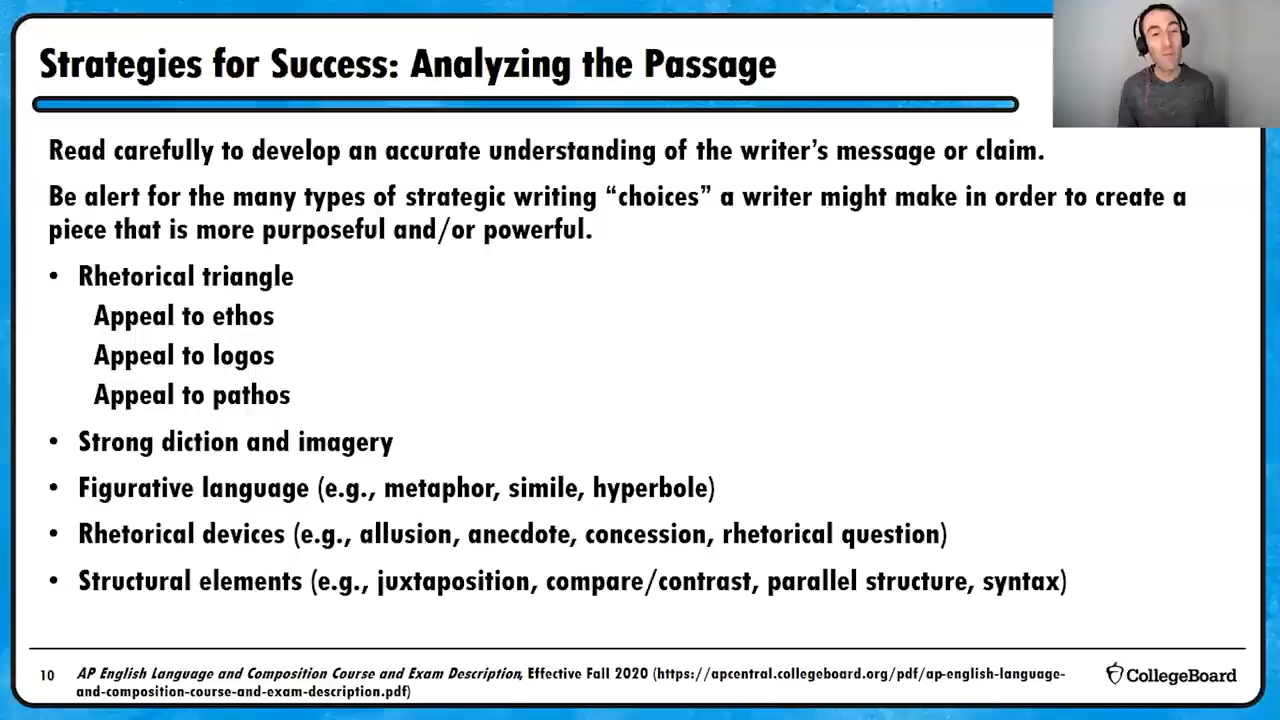 Strategies for Success: Analyzing the Passage
Read carefully to develop an accurate understanding of the writer’s message or claim.
Be alert for the many types of strategic writing “choices” a writer might make in order to create a
piece that is more purposeful and/or powerful.
• Rhetorical triangle
Appeal to ethos
Appeal to logos
Appeal to pathos
• Strong diction and imagery
• Figurative language (e.g., metaphor, simile, hyperbole)
• Rhetorical devices (e.g., allusion, anecdote, concession, rhetorical question)
• Structural elements (e.g., juxtaposition, compare/contrast, parallel structure, syntax)
10
AP English Language and Composition Course and Exam Description, Effective Fall 2020 (https://apcentral.collegeboard.org/pdf/ap-english-language-
and-composition-course-and-exam-description.pdf)
CollegeBoard